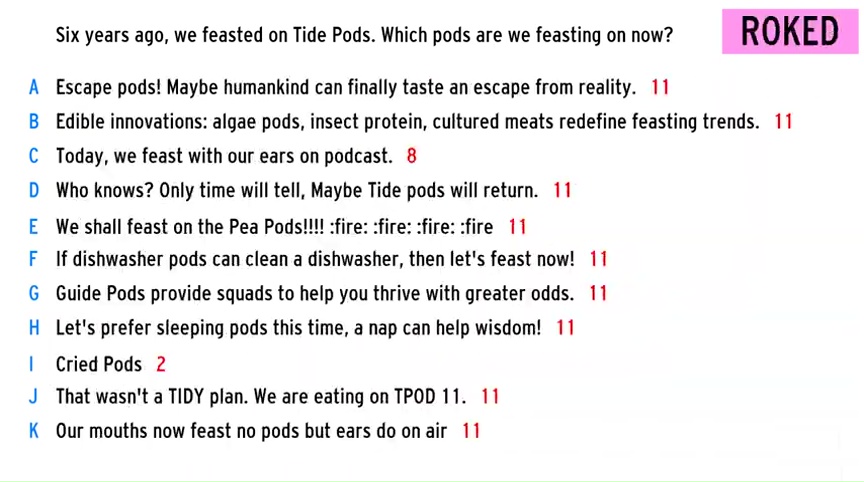 Six years ago, we feasted on Tide Pods. Which pods are we feasting on now?
ROKED
A Escape pods! Maybe humankind can finally taste an escape from reality. 11
B Edible innovations: algae pods, insect protein, cultured meats redefine feasting trends. 11
C Today, we feast with our ears on podcast. 8
D Who knows? Only time will tell, Maybe Tide pods will return. 11
E We shall feast on the Pea Pods!!!! :fire: :fire: :fire: :fire 11
F If dishwasher pods can clean a dishwasher, then let's feast now! 11
G Guide Pods provide squads to help you thrive with greater odds. 11
H Let's prefer sleeping pods this time, a nap can help wisdom! 11
I Cried Pods 2
J That wasn't a TIDY plan. We are eating on TPOD 11. 11
K Our mouths now feast no pods but ears do on air 11